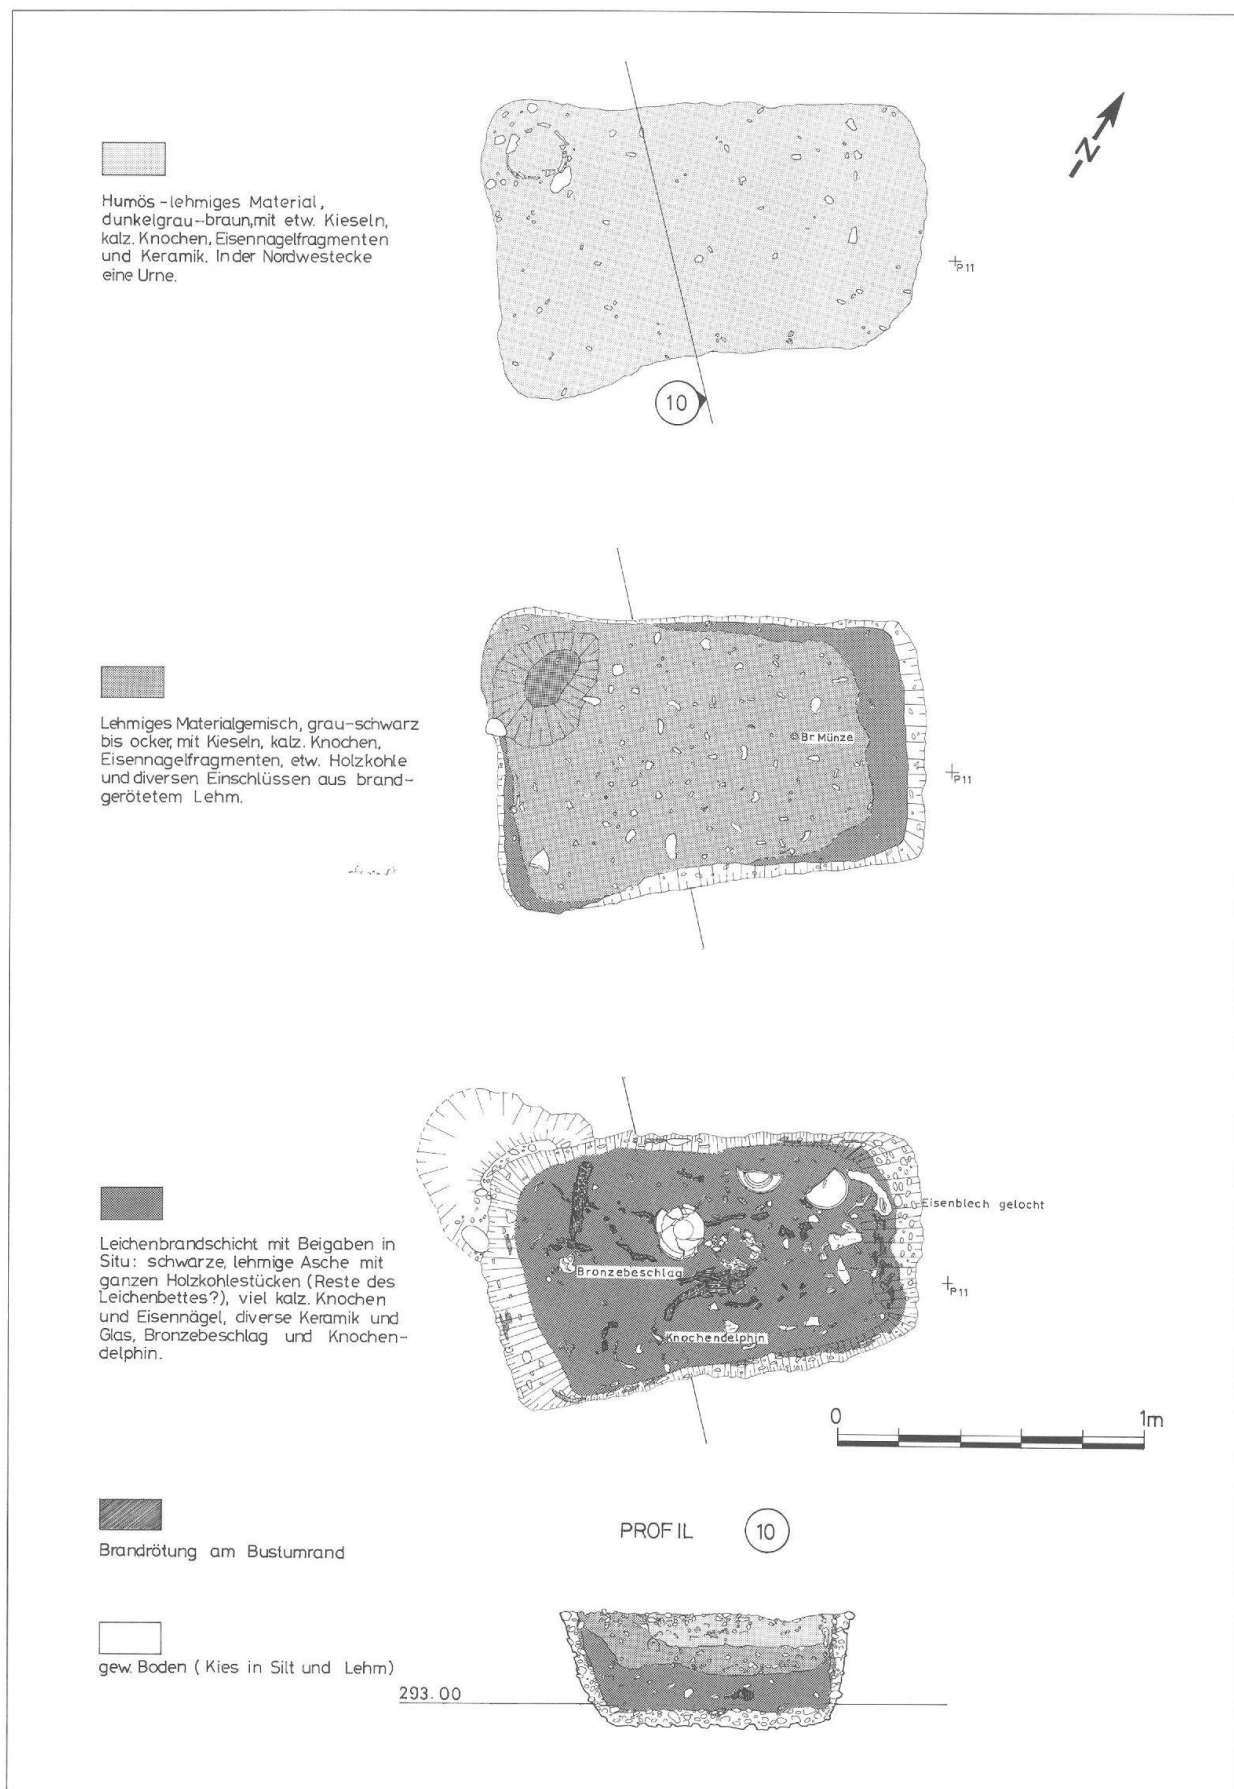 N
Humös-lehmiges Material,
dunkelgrau-braun,mit etw. Kieseln,
kalz. Knochen, Eisennagelfragmenten
und Keramik. In der Nordwestecke
eine Urne.
P11
10
Lehmiges Materialgemisch, grau-schwarz
bis ocker, mit Kieseln, kalz. Knochen,
Eisennagelfragmenten, etw. Holzkohle
und diversen Einschlüssen aus brand-
gerötetem Lehm.
Br. Münze
P11
Leichenbrandschicht mit Beigaben in
Situ: schwarze, lehmige Asche mit
ganzen Holzkohlestücken (Reste des
Leichenbettes?), viel kalz. Knochen
und Eisennägel, diverse Keramik und
Glas, Bronzebeschlag und Knochen-
delphin.
Eisenblech gelocht
Bronzebeschlag
P11
Knochendelphin
0 1m
Brandrötung am Bustumrand
PROFIL 10
gew. Boden (Kies in Silt und Lehm)
293.00